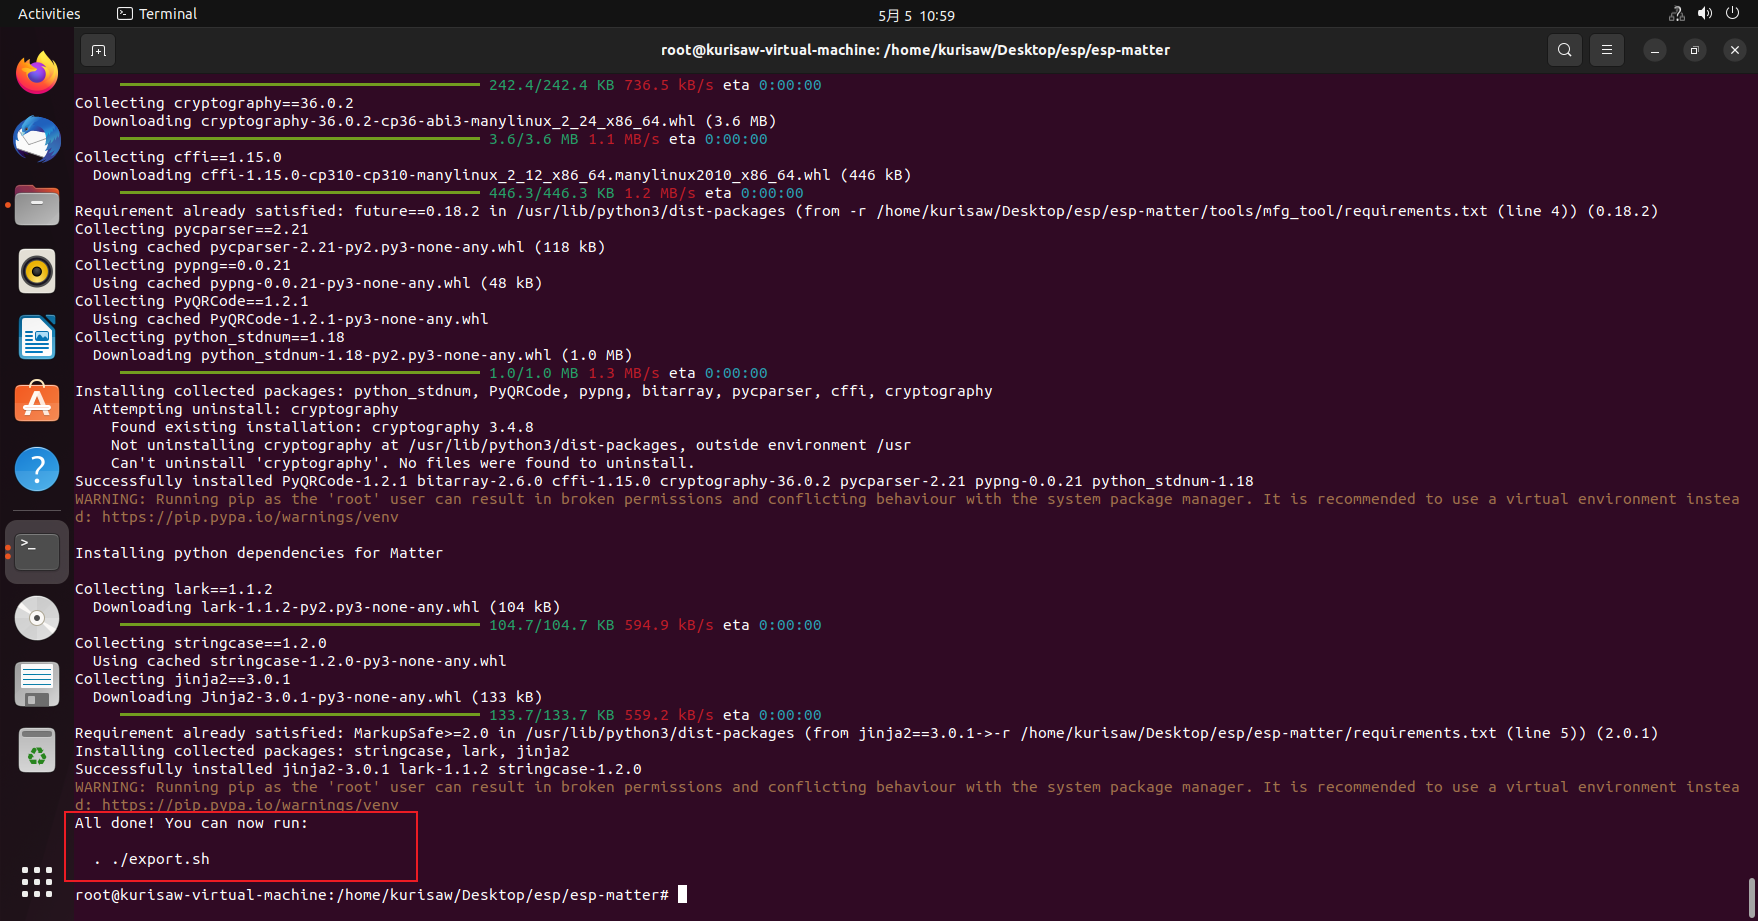 Activities
Terminal
5月 5 10:59
root@kurisaw-virtual-machine: /home/kurisaw/Desktop/esp/esp-matter
242.4/242.4 KB 736.5 kB/s eta 0:00:00
Collecting cryptography==36.0.2
Downloading cryptography-36.0.2-cp36-abi3-manylinux_2_24_x86_64.whl (3.6 MB)
3.6/3.6 MB 1.1 MB/s eta 0:00:00
Collecting cffi==1.15.0
Downloading cffi-1.15.0-cp310-cp310-manylinux_2_12_x86_64.manylinux2010_x86_64.whl (446 kB)
446.3/446.3 KB 1.2 MB/s eta 0:00:00
Requirement already satisfied: future==0.18.2 in /usr/lib/python3/dist-packages (from -r /home/kurisaw/Desktop/esp/esp-matter/tools/mfg_tool/requirements.txt (line 4)) (0.18.2)
Collecting pycparser==2.21
Using cached pycparser-2.21-py2.py3-none-any.whl (118 kB)
Collecting pypng==0.0.21
Using cached pypng-0.0.21-py3-none-any.whl (48 kB)
Collecting PyQRCode==1.2.1
Using cached PyQRCode-1.2.1-py3-none-any.whl
Collecting python_stdnum==1.18
Downloading python_stdnum-1.18-py2.py3-none-any.whl (1.0 MB)
1.0/1.0 MB 1.3 MB/s eta 0:00:00
Installing collected packages: python_stdnum, PyQRCode, pypng, bitarray, pycparser, cffi, cryptography
Attempting uninstall: cryptography
Found existing installation: cryptography 3.4.8
Not uninstalling cryptography at /usr/lib/python3/dist-packages, outside environment /usr
Can't uninstall 'cryptography'. No files were found to uninstall.
Successfully installed PyQRCode-1.2.1 bitarray-2.6.0 cffi-1.15.0 cryptography-36.0.2 pycparser-2.21 pypng-0.0.21 python_stdnum-1.18
WARNING: Running pip as the 'root' user can result in broken permissions and conflicting behaviour with the system package manager. It is recommended to use a virtual environment instea
d: https://pip.pypa.io/warnings/venv
Installing python dependencies for Matter
Collecting lark==1.1.2
Downloading lark-1.1.2-py2.py3-none-any.whl (104 kB)
104.7/104.7 KB 594.9 kB/s eta 0:00:00
Collecting stringcase==1.2.0
Using cached stringcase-1.2.0-py3-none-any.whl
Collecting jinja2==3.0.1
Downloading Jinja2-3.0.1-py3-none-any.whl (133 kB)
133.7/133.7 KB 559.2 kB/s eta 0:00:00
Requirement already satisfied: MarkupSafe>=2.0 in /usr/lib/python3/dist-packages (from jinja2==3.0.1->-r /home/kurisaw/Desktop/esp/esp-matter/requirements.txt (line 5)) (2.0.1)
Installing collected packages: stringcase, lark, jinja2
Successfully installed jinja2-3.0.1 lark-1.1.2 stringcase-1.2.0
WARNING: Running pip as the 'root' user can result in broken permissions and conflicting behaviour with the system package manager. It is recommended to use a virtual environment instea
d: https://pip.pypa.io/warnings/venv
All done! You can now run:
. ./export.sh
root@kurisaw-virtual-machine:/home/kurisaw/Desktop/esp/esp-matter#